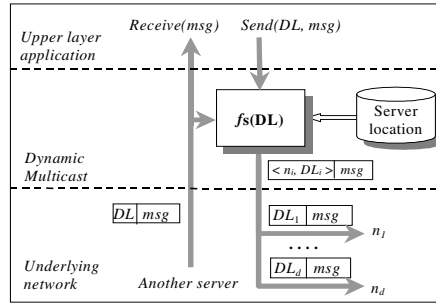 Receive(msg) Send(DL, msg)
Upper layer
application
fs(DL)
Server
location
Dynamic
Multicast
< ni, DLi > msg
DL msg
DL1 msg
n1
....
DLd msg
nd
Underlying
network
Another server